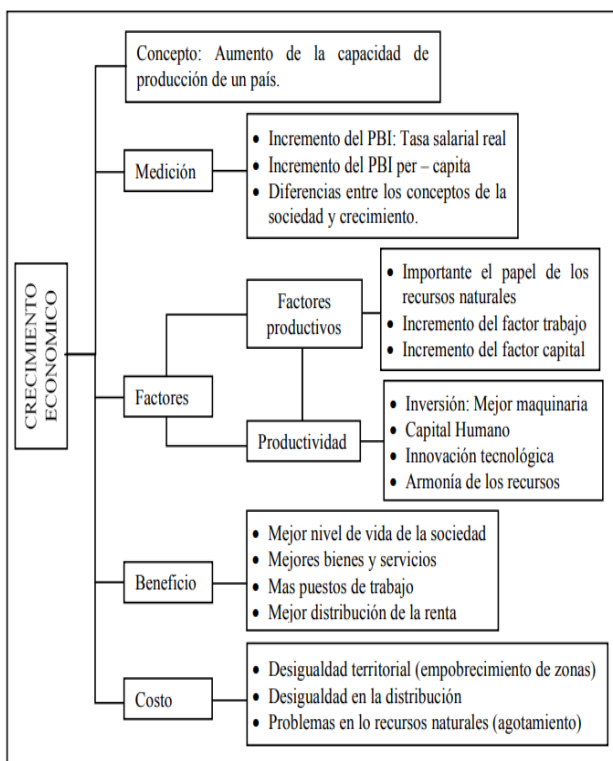 Concepto: Aumento de la capacidad de
producción de un país.
Medición
• Incremento del PBI: Tasa salarial real
• Incremento del PBI per – capita
• Diferencias entre los conceptos de la
sociedad y crecimiento.
CRECIMIENTO
ECONOMICO
Factores
Factores
productivos
• Importante el papel de los
recursos naturales
• Incremento del factor trabajo
• Incremento del factor capital
Productividad
• Inversión: Mejor maquinaria
• Capital Humano
• Innovación tecnológica
• Armonía de los recursos
Beneficio
• Mejor nivel de vida de la sociedad
• Mejores bienes y servicios
• Mas puestos de trabajo
• Mejor distribución de la renta
Costo
• Desigualdad territorial (empobrecimiento de zonas)
• Desigualdad en la distribución
• Problemas en lo recursos naturales (agotamiento)